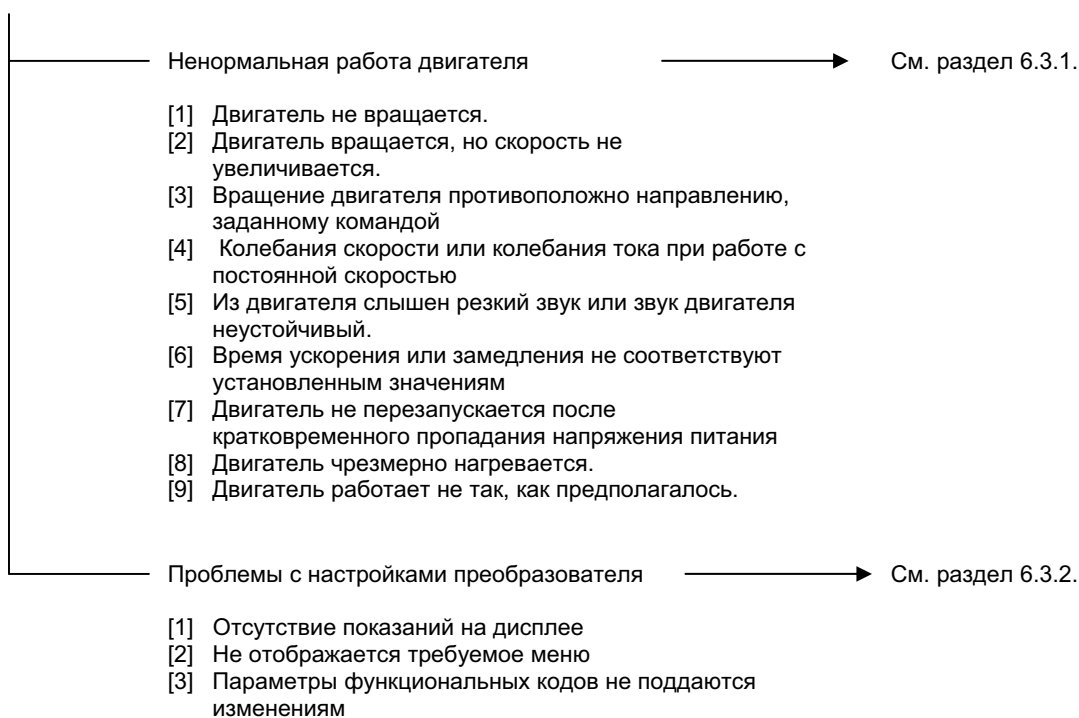 Ненормальная работа двигателя См. раздел 6.3.1.
[1] Двигатель не вращается.
[2] Двигатель вращается, но скорость не
увеличивается.
[3] Вращение двигателя противоположно направлению,
заданному командой
[4] Колебания скорости или колебания тока при работе с
постоянной скоростью
[5] Из двигателя слышен резкий звук или звук двигателя
неустойчивый.
[6] Время ускорения или замедления не соответствуют
установленным значениям
[7] Двигатель не перезапускается после
кратковременного пропадания напряжения питания
[8] Двигатель чрезмерно нагревается.
[9] Двигатель работает не так, как предполагалось.
Проблемы с настройками преобразователя См. раздел 6.3.2.
[1] Отсутствие показаний на дисплее
[2] Не отображается требуемое меню
[3] Параметры функциональных кодов не поддаются
изменениям